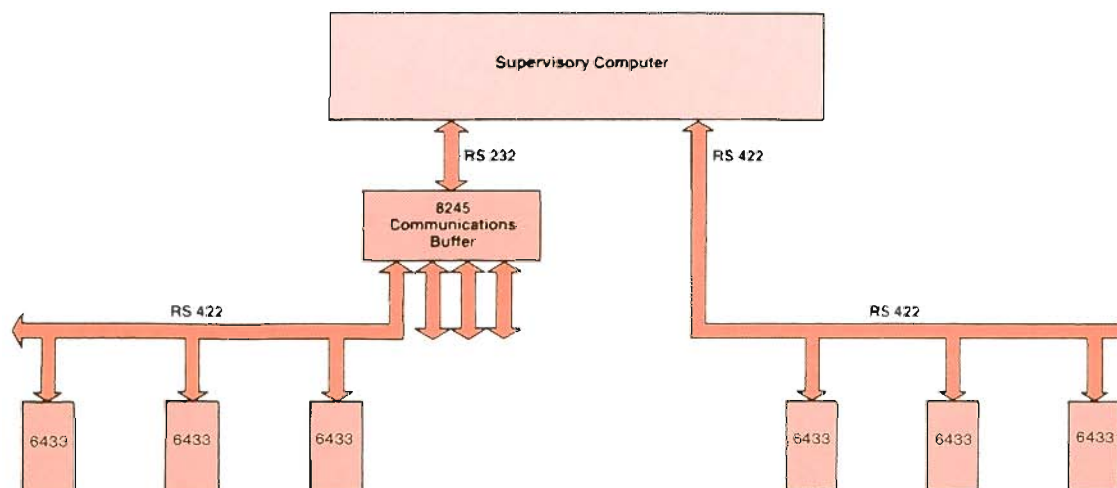 Supervisory Computer
RS 232
RS 422
8245
Communications
Buffer
RS 422
RS 422
6433
6433
6433
6433
6433
6433